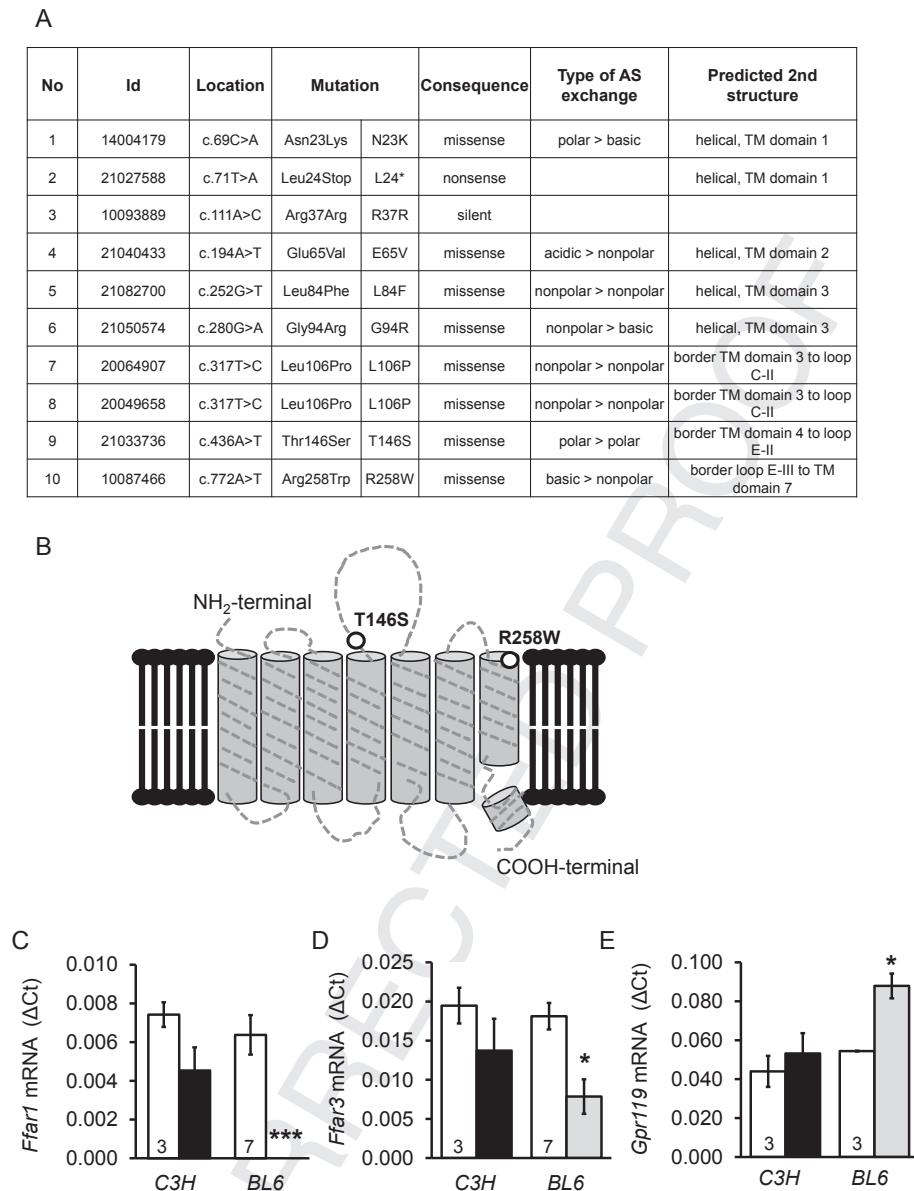 A
No Id Location Mutation Consequence Type of AS exchange Predicted 2nd structure
1 14004179 c.69C>A Asn23Lys N23K missense polar > basic helical, TM domain 1
2 21027588 c.71T>A Leu24Stop L24* nonsense helical, TM domain 1
3 10093889 c.111A>C Arg37Arg R37R silent
4 21040433 c.194A>T Glu65Val E65V missense acidic > nonpolar helical, TM domain 2
5 21082700 c.252G>T Leu84Phe L84F missense nonpolar > nonpolar helical, TM domain 3
6 21050574 c.280G>A Gly94Arg G94R missense nonpolar > basic helical, TM domain 3
7 20064907 c.317T>C Leu106Pro L106P missense nonpolar > nonpolar border TM domain 3 to loop C-II
8 20049658 c.317T>C Leu106Pro L106P missense nonpolar > nonpolar border TM domain 3 to loop C-II
9 21033736 c.436A>T Thr146Ser T146S missense polar > polar border TM domain 4 to loop E-II
10 10087466 c.772A>T Arg258Trp R258W missense basic > nonpolar border loop E-III to TM domain 7
B
NH2-terminal
T146S
R258W
COOH-terminal
C
Ffar1 mRNA (ΔCt)
0.010
0.008
0.006
0.004
0.002
0.000
3
7
***
C3H BL6
D
Ffar3 mRNA (ΔCt)
0.025
0.020
0.015
0.010
0.005
0.000
3
7
*
C3H BL6
E
Gpr119 mRNA (ΔCt)
0.100
0.080
0.060
0.040
0.020
0.000
3
3
*
C3H BL6
RRECTED PROOF